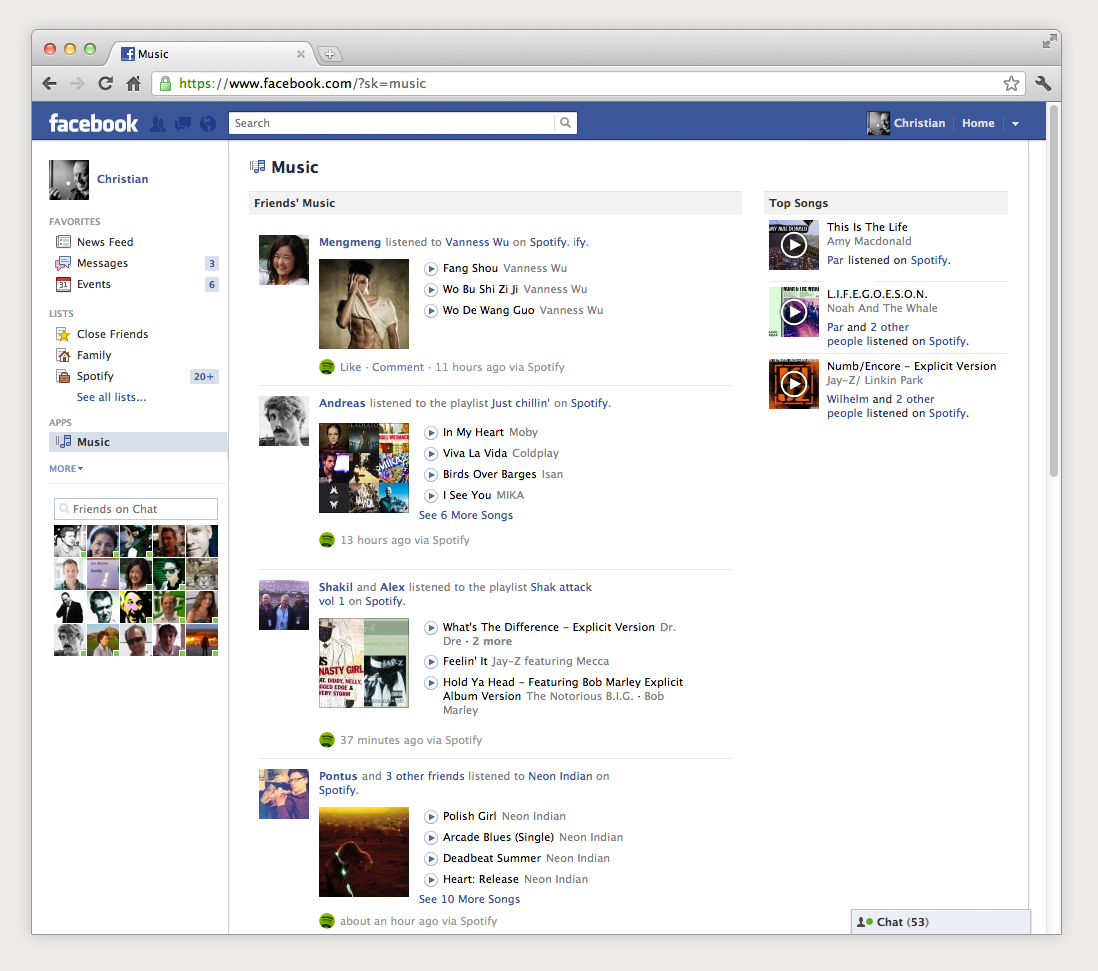 Music
https://www.facebook.com/?sk=music
facebook
Search
Christian
Home
Christian
FAVORITES
News Feed
Messages 3
Events 6
LISTS
Close Friends
Family
Spotify 20+
See all lists...
APPS
Music
MORE
Friends on Chat
Music
Friends' Music
Mengmeng listened to Vanness Wu on Spotify. ify.
Fang Shou Vanness Wu
Wo Bu Shi Zi Ji Vanness Wu
Wo De Wang Guo Vanness Wu
Like · Comment · 11 hours ago via Spotify
Andreas listened to the playlist Just chillin' on Spotify.
In My Heart Moby
Viva La Vida Coldplay
Birds Over Barges Isan
I See You MIKA
See 6 More Songs
13 hours ago via Spotify
Shakil and Alex listened to the playlist Shak attack
vol 1 on Spotify.
What's The Difference – Explicit Version Dr.
Dre · 2 more
Feelin' It Jay-Z featuring Mecca
Hold Ya Head – Featuring Bob Marley Explicit
Album Version The Notorious B.I.G. · Bob
Marley
37 minutes ago via Spotify
Pontus and 3 other friends listened to Neon Indian on
Spotify.
Polish Girl Neon Indian
Arcade Blues (Single) Neon Indian
Deadbeat Summer Neon Indian
Heart: Release Neon Indian
See 10 More Songs
about an hour ago via Spotify
Top Songs
This Is The Life
Amy Macdonald
Par listened on Spotify.
L.I.F.E.G.O.E.S.O.N.
Noah And The Whale
Par and 2 other
people listened on Spotify.
Numb/Encore – Explicit Version
Jay-Z/ Linkin Park
Wilhelm and 2 other
people listened on Spotify.
Chat (53)